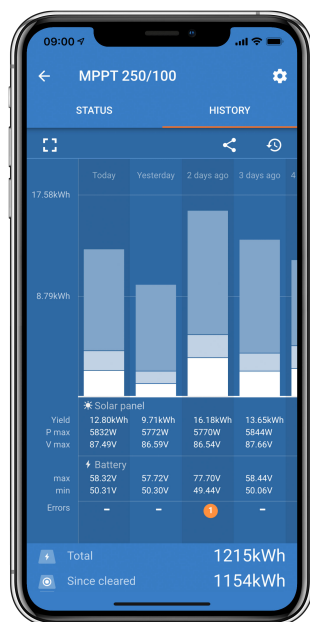 09:00
MPPT 250/100
STATUS HISTORY
Today Yesterday 2 days ago 3 days ago 4
17.58kWh
8.79kWh
Solar panel
Yield 12.80kWh 9.71kWh 16.18kWh 13.65kWh
P max 5832W 5772W 5770W 5844W
V max 87.49V 86.59V 86.54V 87.66V
Battery
max 58.32V 57.72V 77.70V 58.44V
min 50.31V 50.30V 49.44V 50.06V
Errors – – 1 –
Total 1215kWh
Since cleared 1154kWh